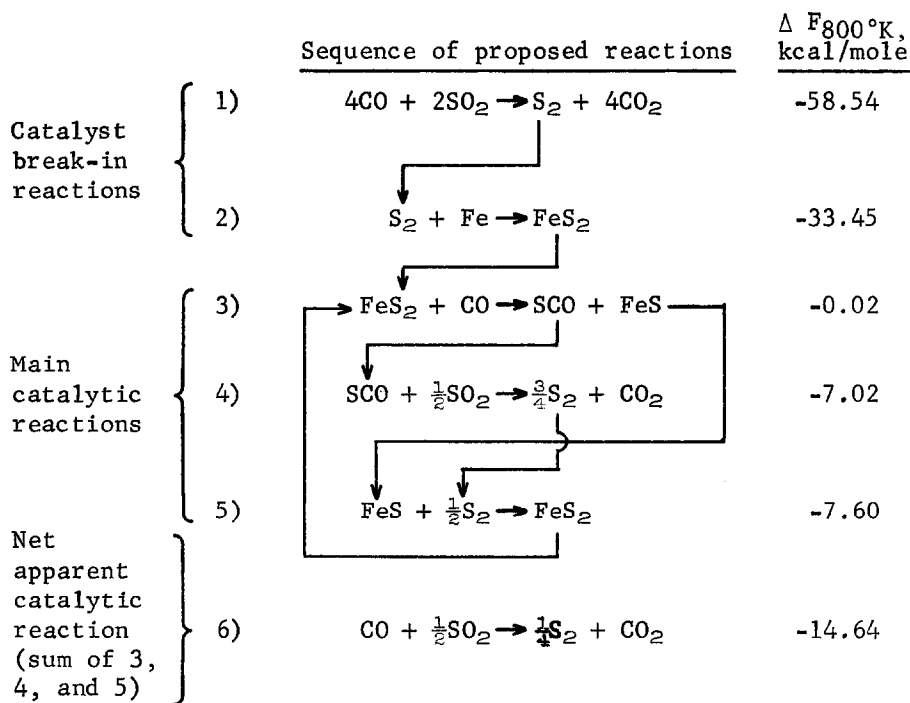 Δ F800°K,
Sequence of proposed reactions kcal/mole
Catalyst break-in reactions
1) 4CO + 2SO₂ → S₂ + 4CO₂ -58.54
2) S₂ + Fe → FeS₂ -33.45
Main catalytic reactions
3) FeS₂ + CO → SCO + FeS -0.02
4) SCO + ½SO₂ → ¾S₂ + CO₂ -7.02
5) FeS + ½S₂ → FeS₂ -7.60
Net
apparent
catalytic
reaction
(sum of 3,
4, and 5)
6) CO + ½SO₂ → ¼S₂ + CO₂ -14.64